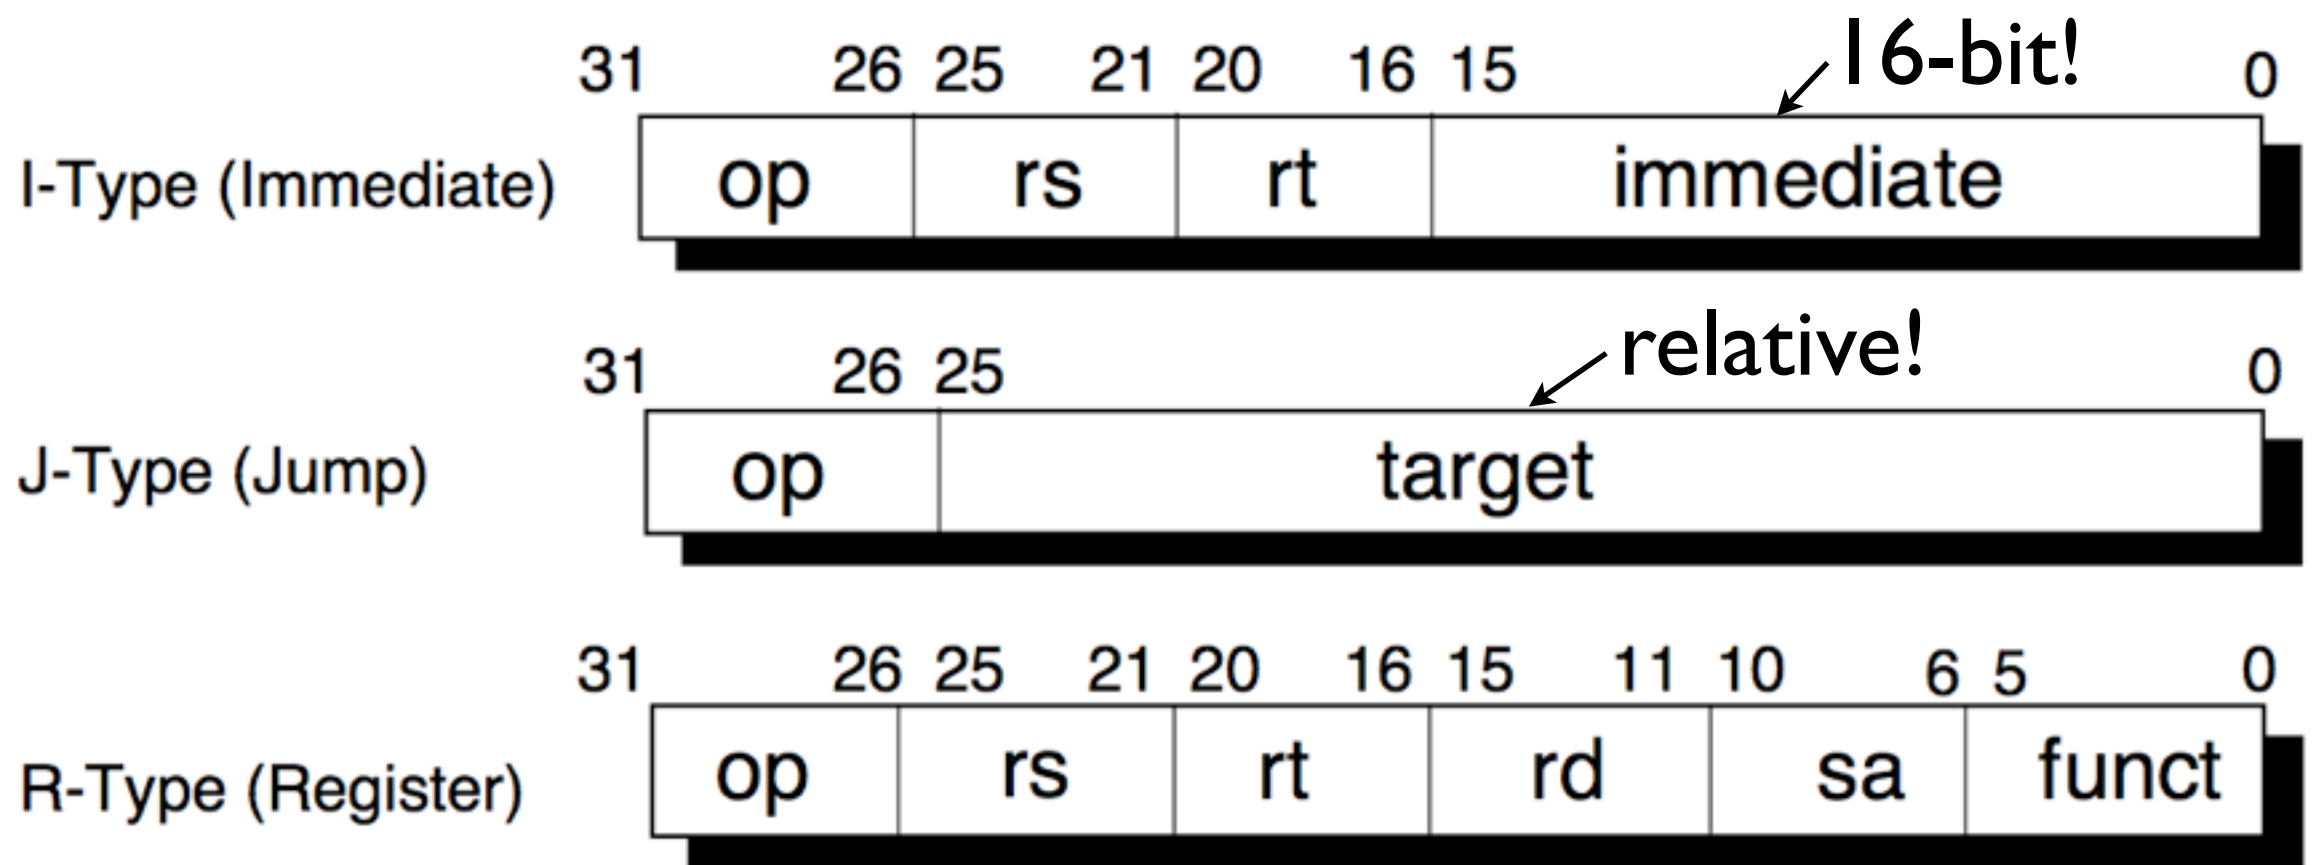 31 26 25 21 20 16 15 16-bit! 0
I-Type (Immediate) op rs rt immediate
relative!
31 26 25 0
J-Type (Jump) op target
31 26 25 21 20 16 15 11 10 6 5 0
R-Type (Register) op rs rt rd sa funct